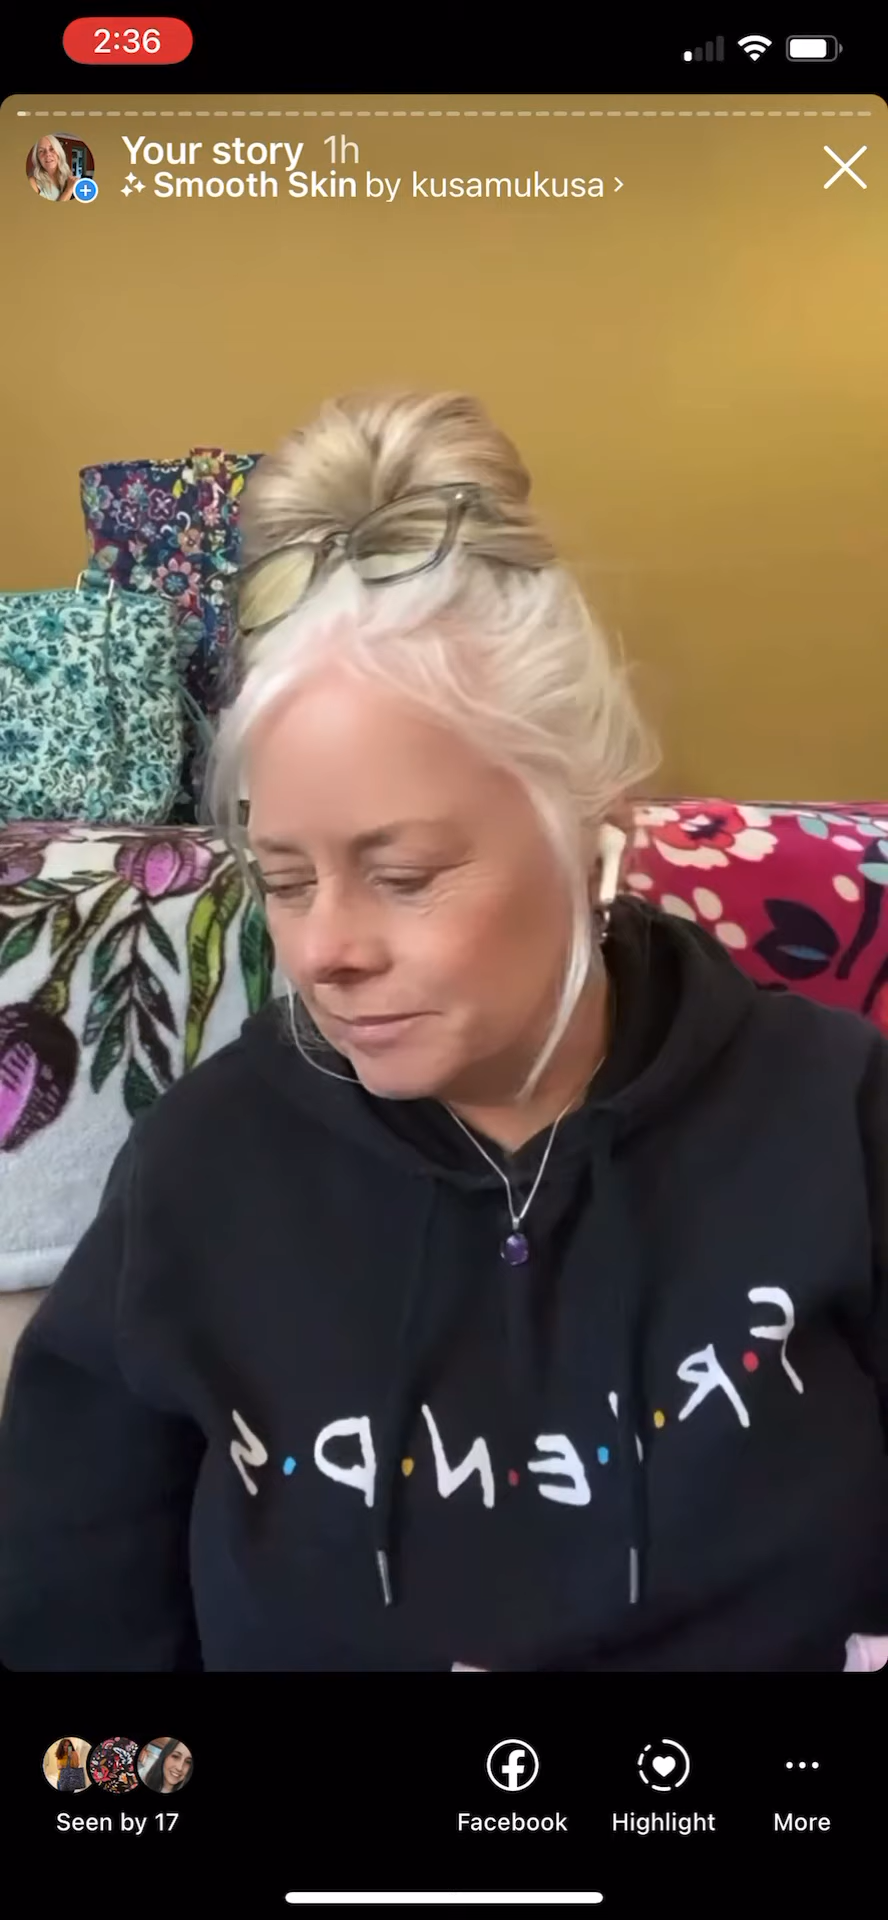 2:36
Your story 1h
Smooth Skin by kusamukusa >
F•R•I•E•N•D•S
Seen by 17
Facebook
Highlight
More